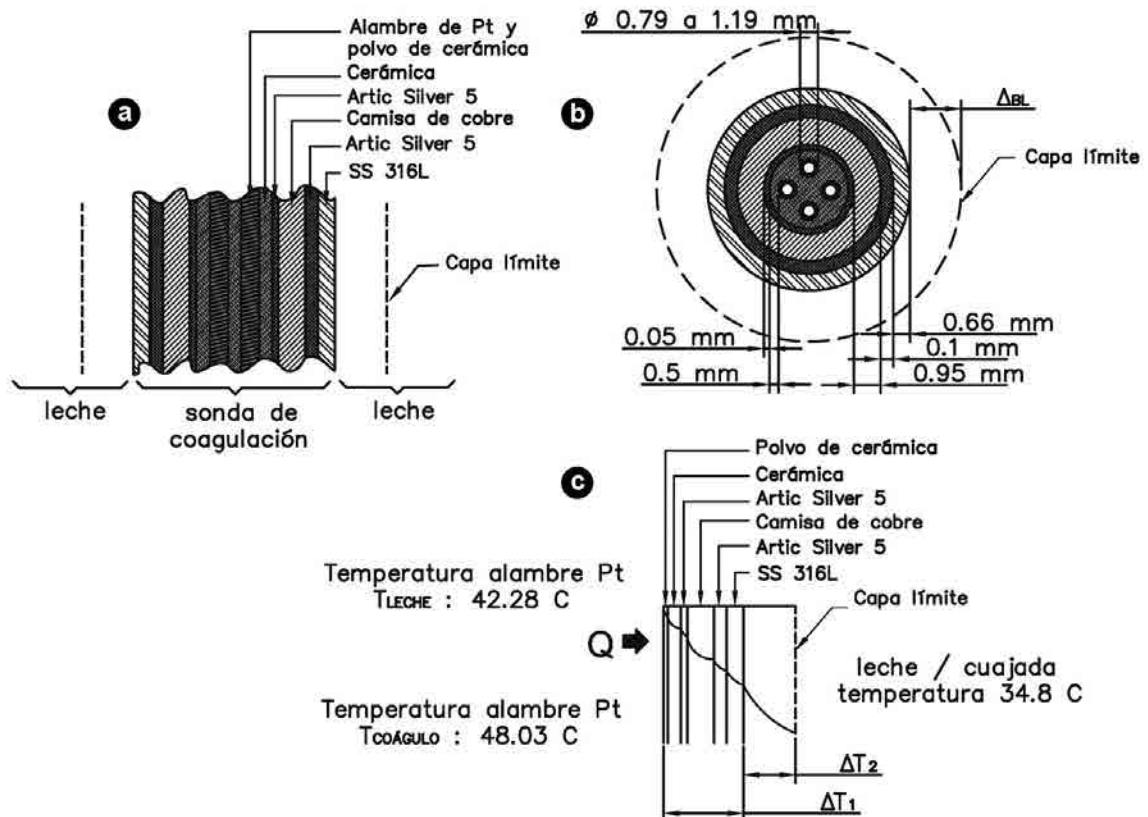 a
Alambre de Pt y
polvo de cerámica
Cerámica
Artic Silver 5
Camisa de cobre
Artic Silver 5
SS 316L
Capa límite
leche
sonda de
coagulación
leche
b
ϕ 0.79 a 1.19 mm
ΔBL
Capa límite
0.05 mm
0.5 mm
0.66 mm
0.1 mm
0.95 mm
c
Polvo de cerámica
Cerámica
Artic Silver 5
Camisa de cobre
Artic Silver 5
SS 316L
Capa límite
Temperatura alambre Pt
TLECHE : 42.28 C
Q
leche / cuajada
temperatura 34.8 C
Temperatura alambre Pt
TCOÁGULO : 48.03 C
ΔT2
ΔT1